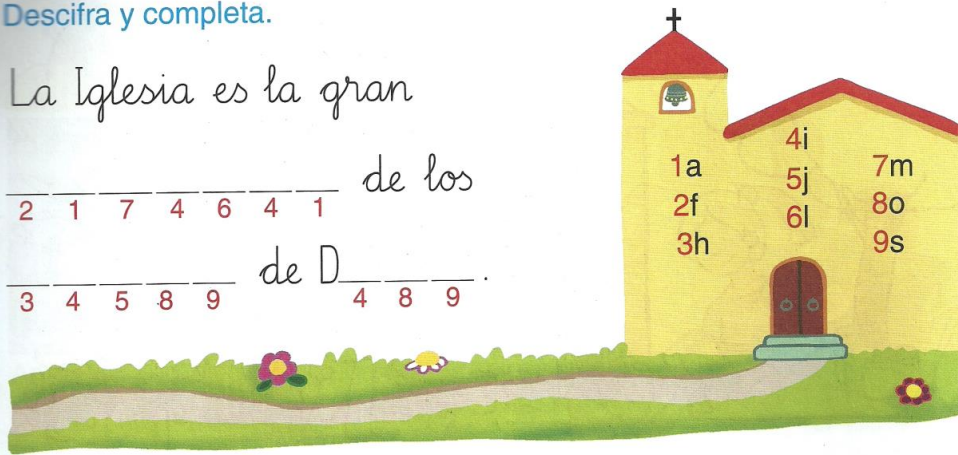 Descifra y completa.
La Iglesia es la gran
_ _ _ _ _ _ _ de los
2 1 7 4 6 4 1
_ _ _ _ _ de D_ _ _.
3 4 5 8 9 4 8 9
1a
2f
3h
4i
5j
6l
7m
8o
9s